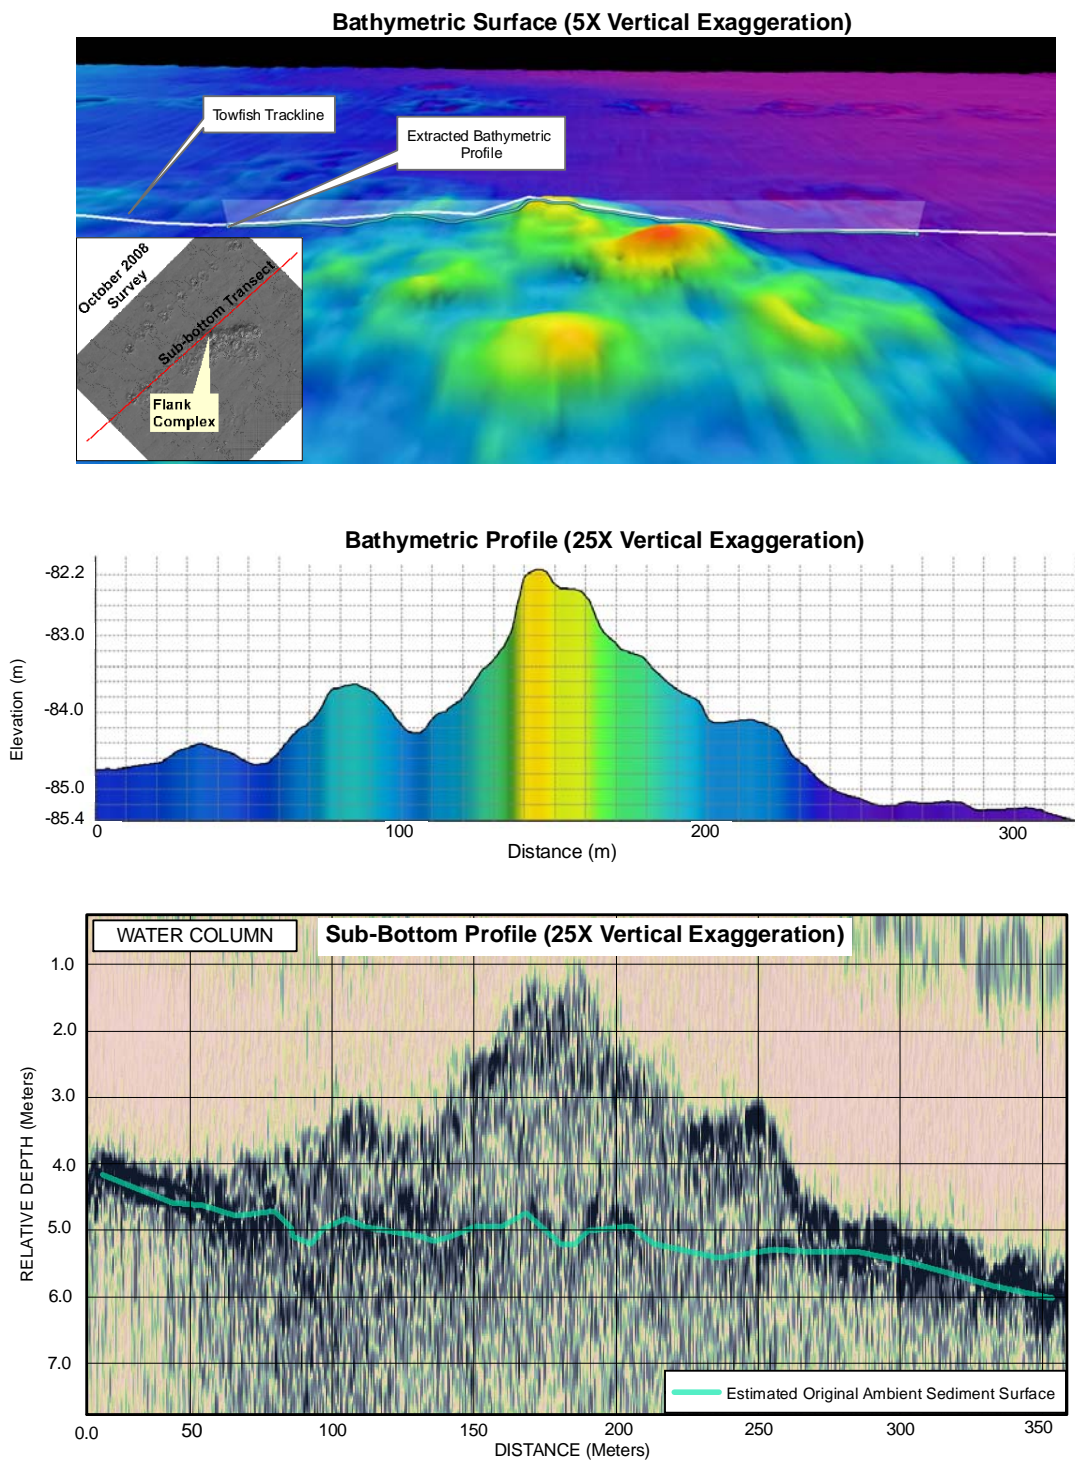 Bathymetric Surface (5X Vertical Exaggeration)
Towfish Trackline
Extracted Bathymetric
Profile
October 2008
Survey
Sub-bottom Transect
Flank
Complex
Bathymetric Profile (25X Vertical Exaggeration)
-82.2
-83.0
-84.0
-85.0
-85.4
Elevation (m)
0
100
200
300
Distance (m)
WATER COLUMN
Sub-Bottom Profile (25X Vertical Exaggeration)
1.0
2.0
3.0
4.0
5.0
6.0
7.0
RELATIVE DEPTH (Meters)
Estimated Original Ambient Sediment Surface
0.0
50
100
150
200
250
300
350
DISTANCE (Meters)